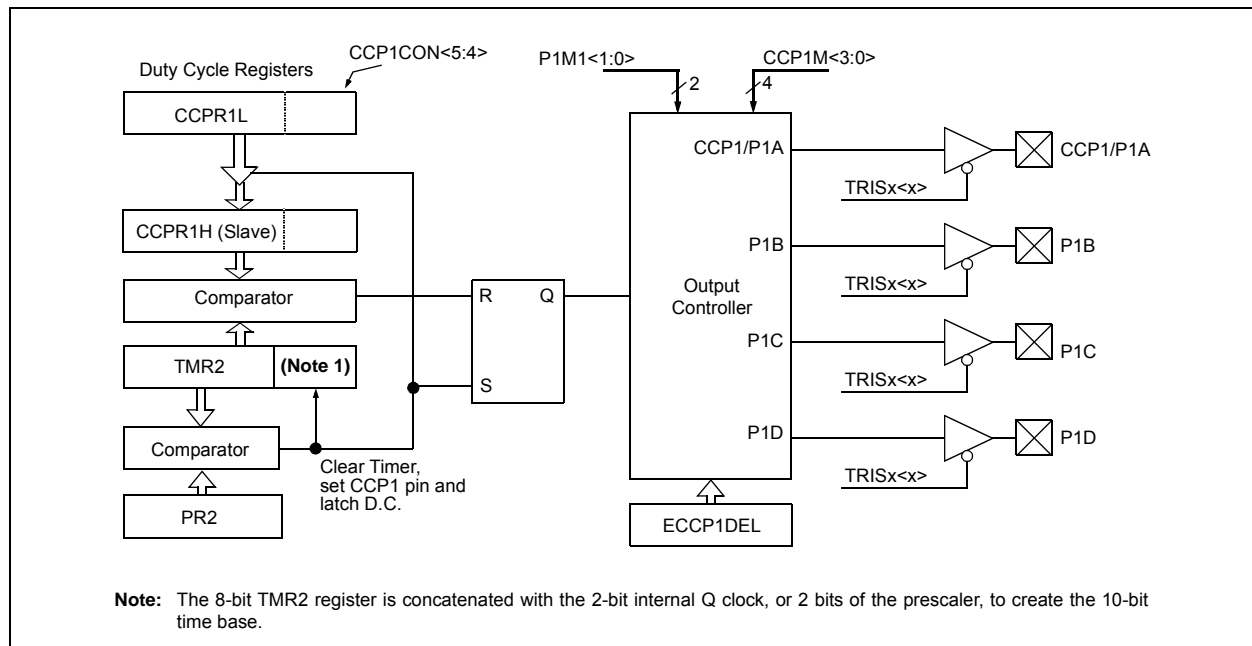 CCP1CON<5:4>
Duty Cycle Registers
CCPR1L
CCPR1H (Slave)
Comparator
TMR2
(Note 1)
Comparator
PR2
Clear Timer,
set CCP1 pin and
latch D.C.
R
Q
S
P1M1<1:0>
2
CCP1M<3:0>
4
Output
Controller
CCP1/P1A
P1B
P1C
P1D
ECCP1DEL
TRISx<x>
CCP1/P1A
TRISx<x>
P1B
TRISx<x>
P1C
TRISx<x>
P1D
Note: The 8-bit TMR2 register is concatenated with the 2-bit internal Q clock, or 2 bits of the prescaler, to create the 10-bit
time base.